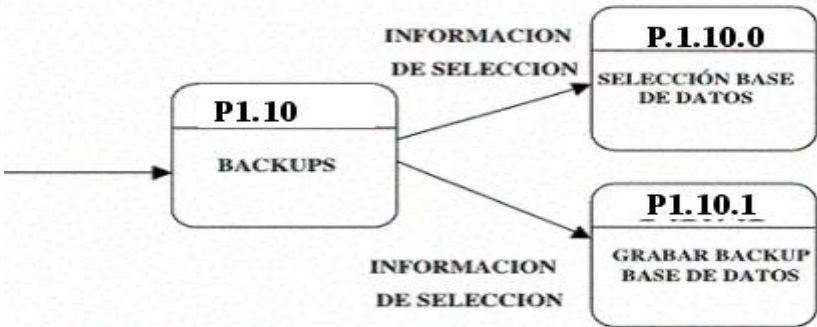 INFORMACION
DE SELECCION
P.1.10.0
SELECCIÓN BASE
DE DATOS
P1.10
BACKUPS
P1.10.1
GRABAR BACKUP
BASE DE DATOS
INFORMACION
DE SELECCION